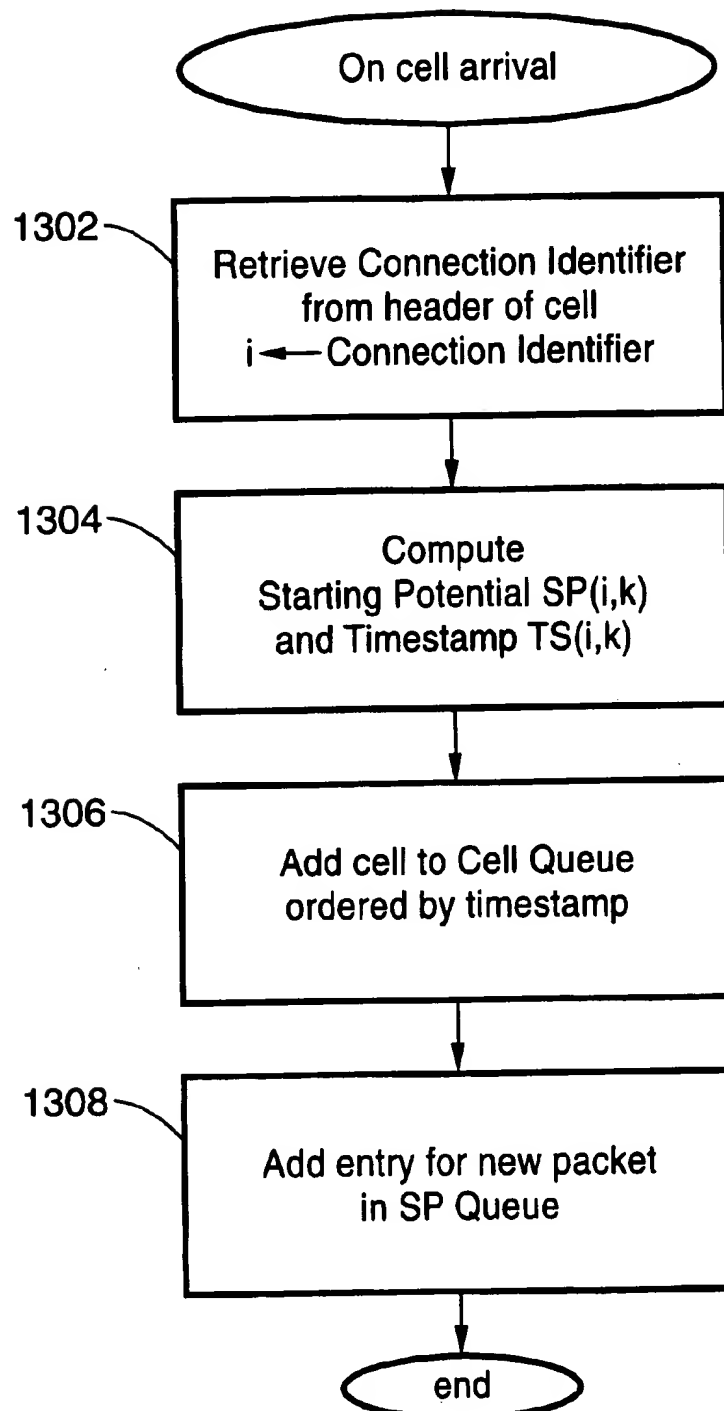 On cell arrival
1302
Retrieve Connection Identifier
from header of cell
i ← Connection Identifier
1304
Compute
Starting Potential SP(i,k)
and Timestamp TS(i,k)
1306
Add cell to Cell Queue
ordered by timestamp
1308
Add entry for new packet
in SP Queue
end